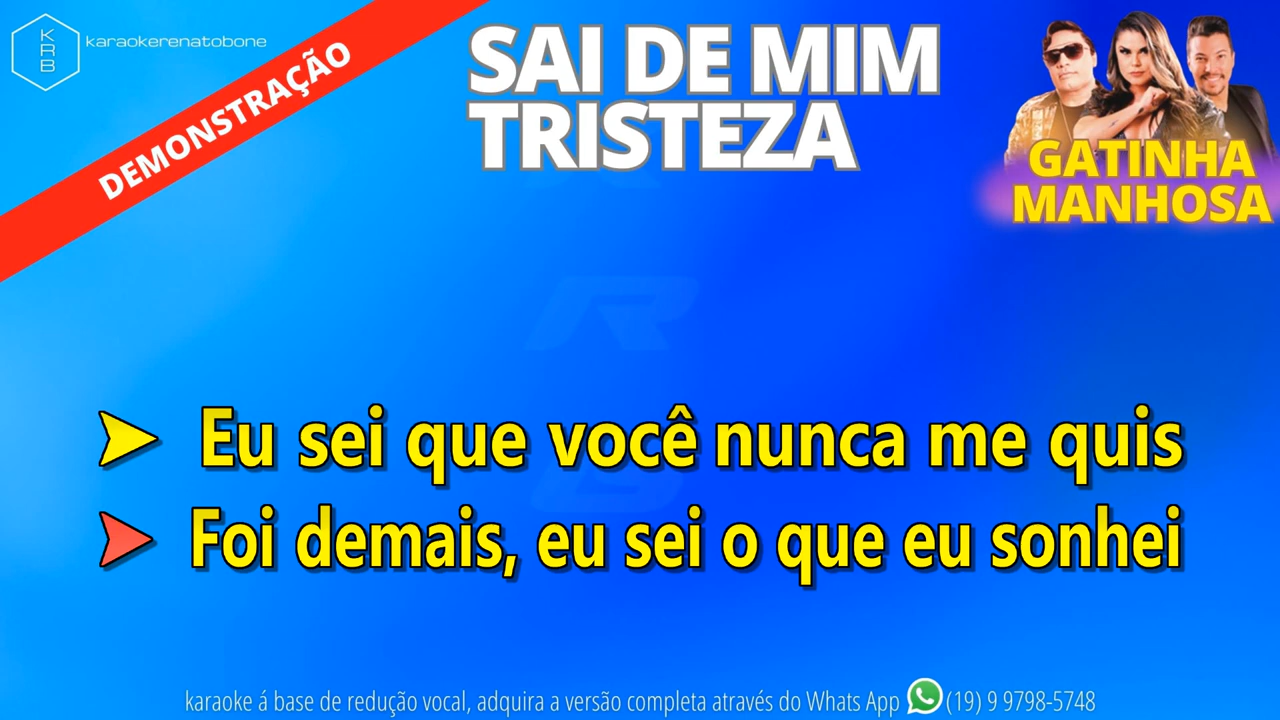 K
R
B
karaokerenatobone
DEMONSTRAÇÃO
SAI DE MIM
TRISTEZA
GATINHA
MANHOSA
Eu sei que você nunca me quis
Foi demais, eu sei o que eu sonhei
karaoke á base de redução vocal, adquira a versão completa através do Whats App (19) 9 9798-5748